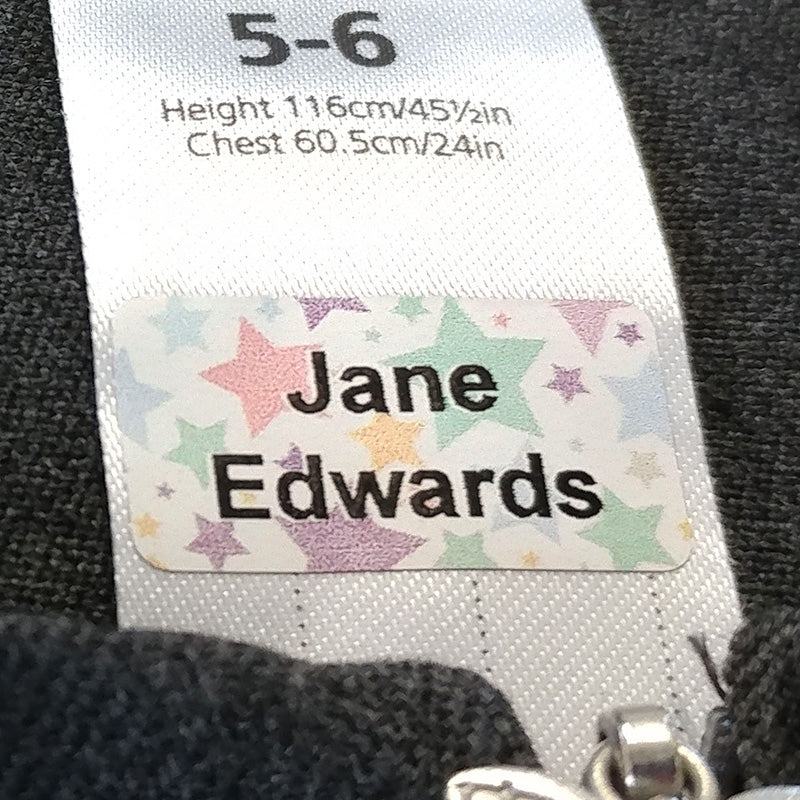 5-6
Height 116cm/45½in
Chest 60.5cm/24in
Jane
Edwards